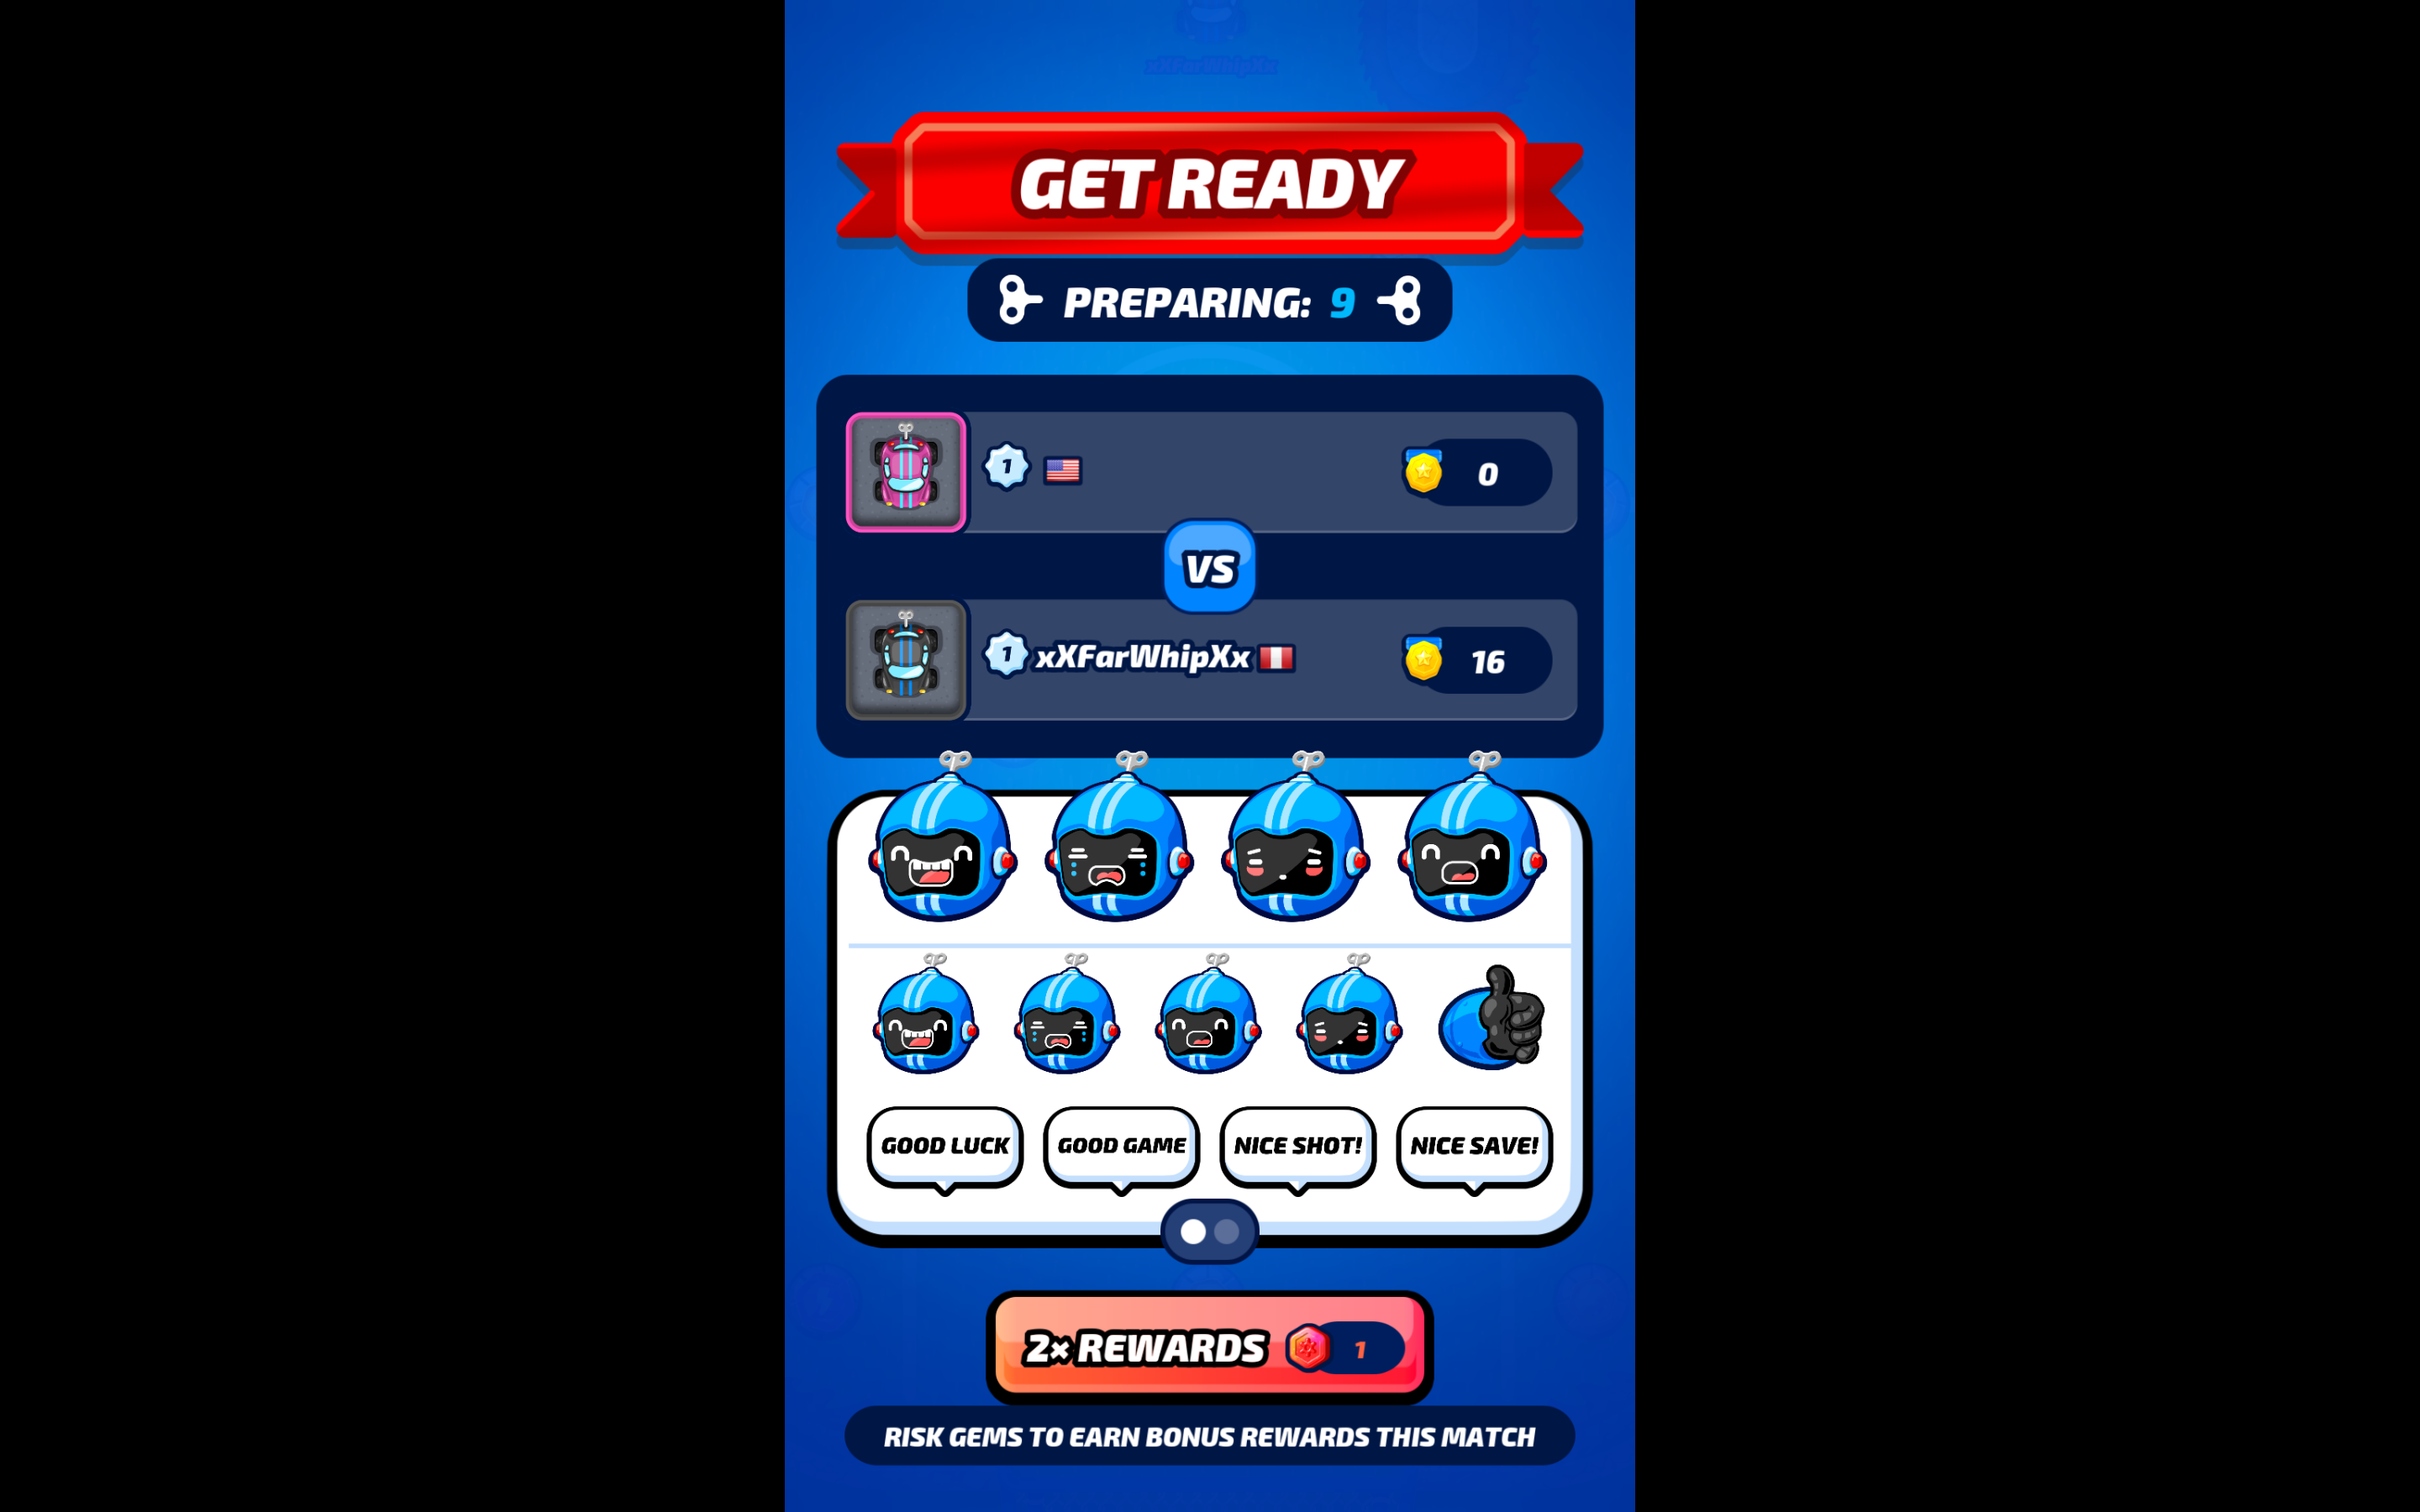 xXFarWhipXx
GET READY
PREPARING: 9
1
0
VS
1 xXFarWhipXx
16
GOOD LUCK
GOOD GAME
NICE SHOT!
NICE SAVE!
2× REWARDS 1
RISK GEMS TO EARN BONUS REWARDS THIS MATCH